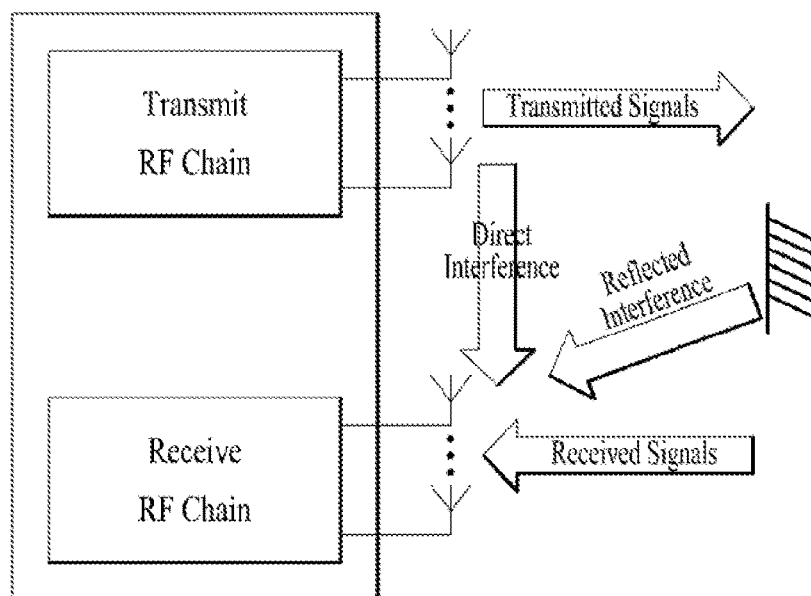 Transmit
RF Chain
Transmitted Signals
Direct
Interference
Reflected
Interference
Receive
RF Chain
Received Signals